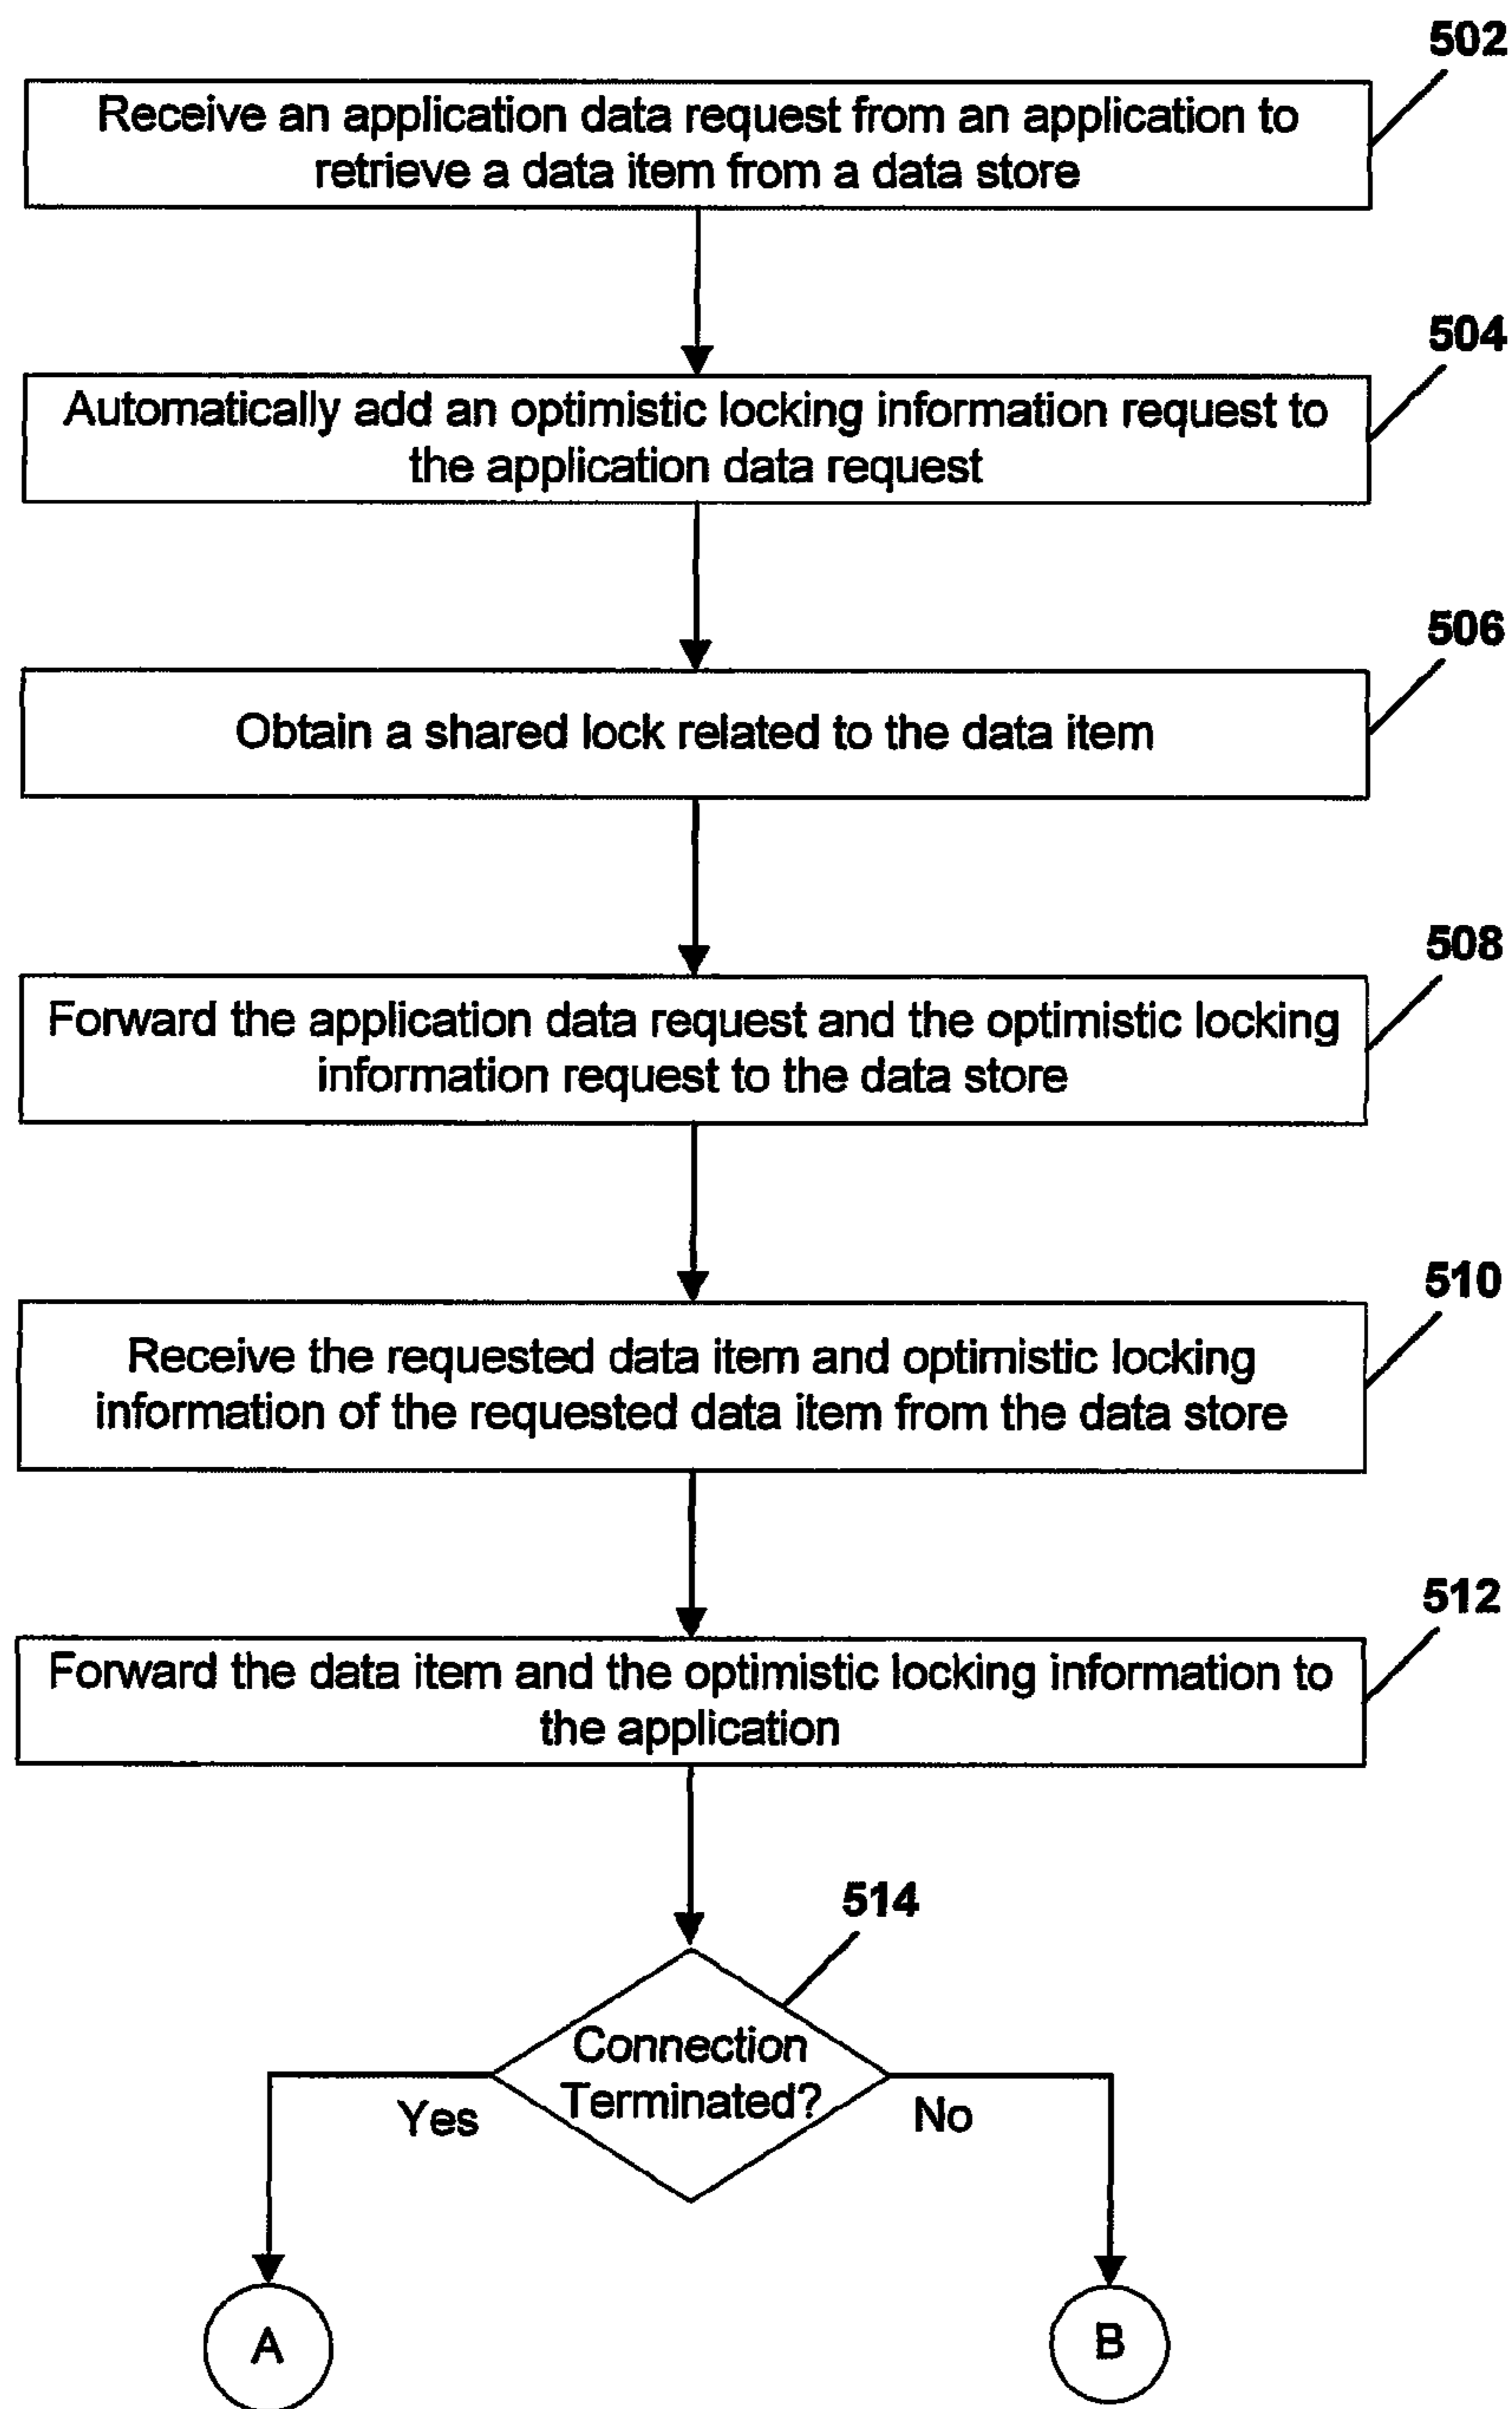 502
Receive an application data request from an application to
retrieve a data item from a data store
504
Automatically add an optimistic locking information request to
the application data request
506
Obtain a shared lock related to the data item
508
Forward the application data request and the optimistic locking
information request to the data store
510
Receive the requested data item and optimistic locking
information of the requested data item from the data store
512
Forward the data item and the optimistic locking information to
the application
514
Connection
Terminated?
Yes
No
A
B